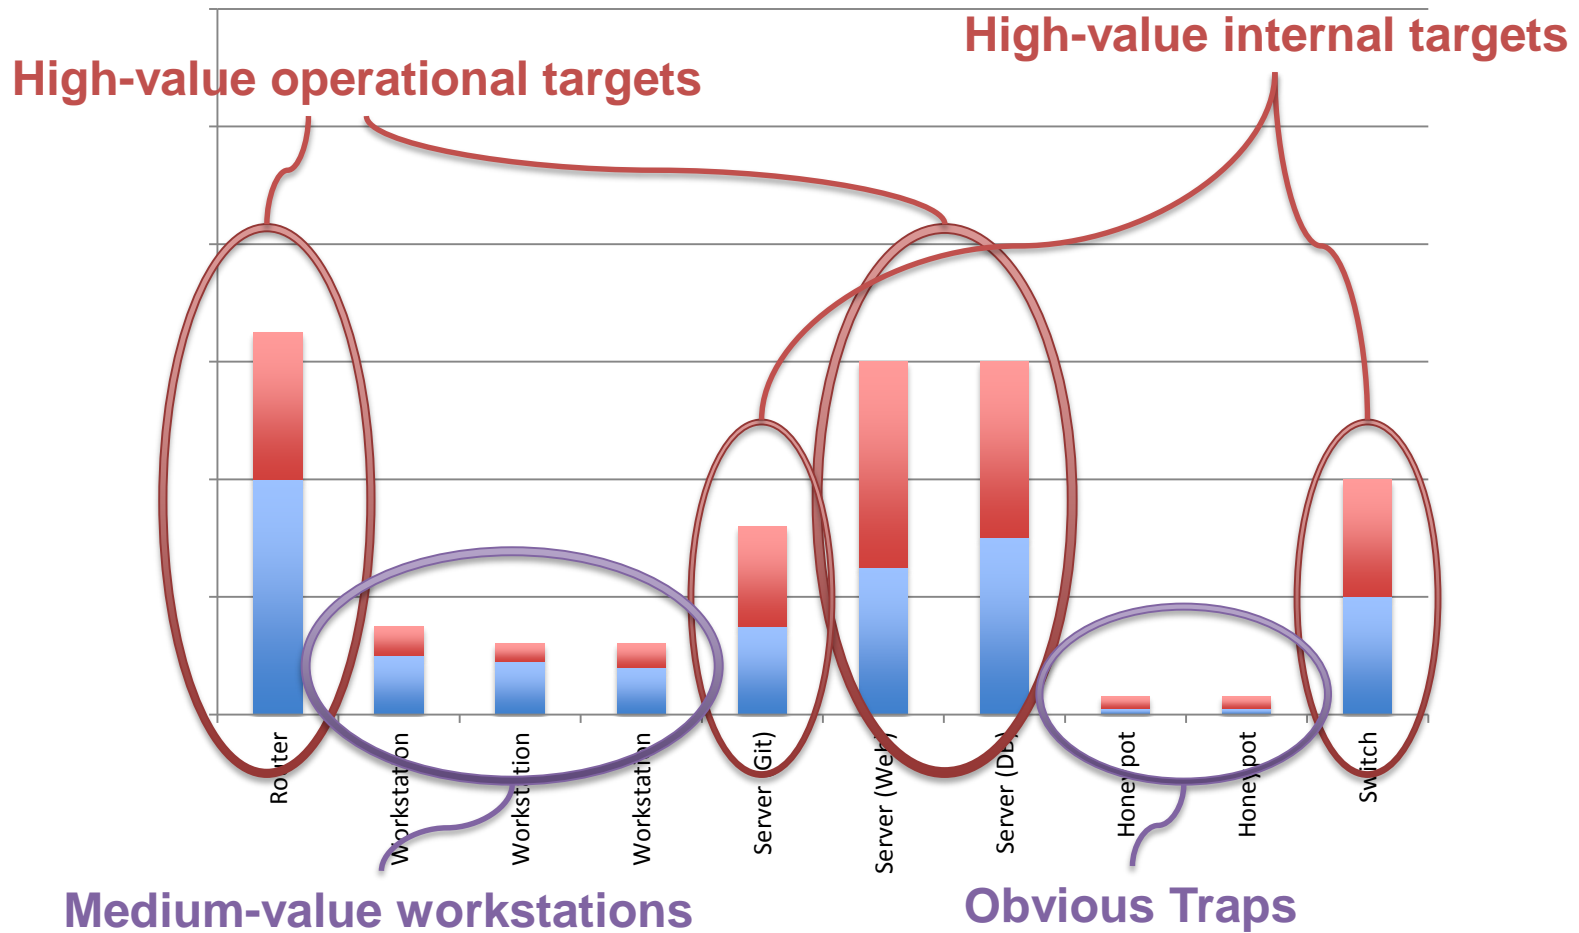 High-value internal targets
High-value operational targets
Router
Workstation
Workstation
Workstation
Server (Git)
Server (Web)
Server (DB)
Honeypot
Honeypot
Switch
Medium-value workstations
Obvious Traps